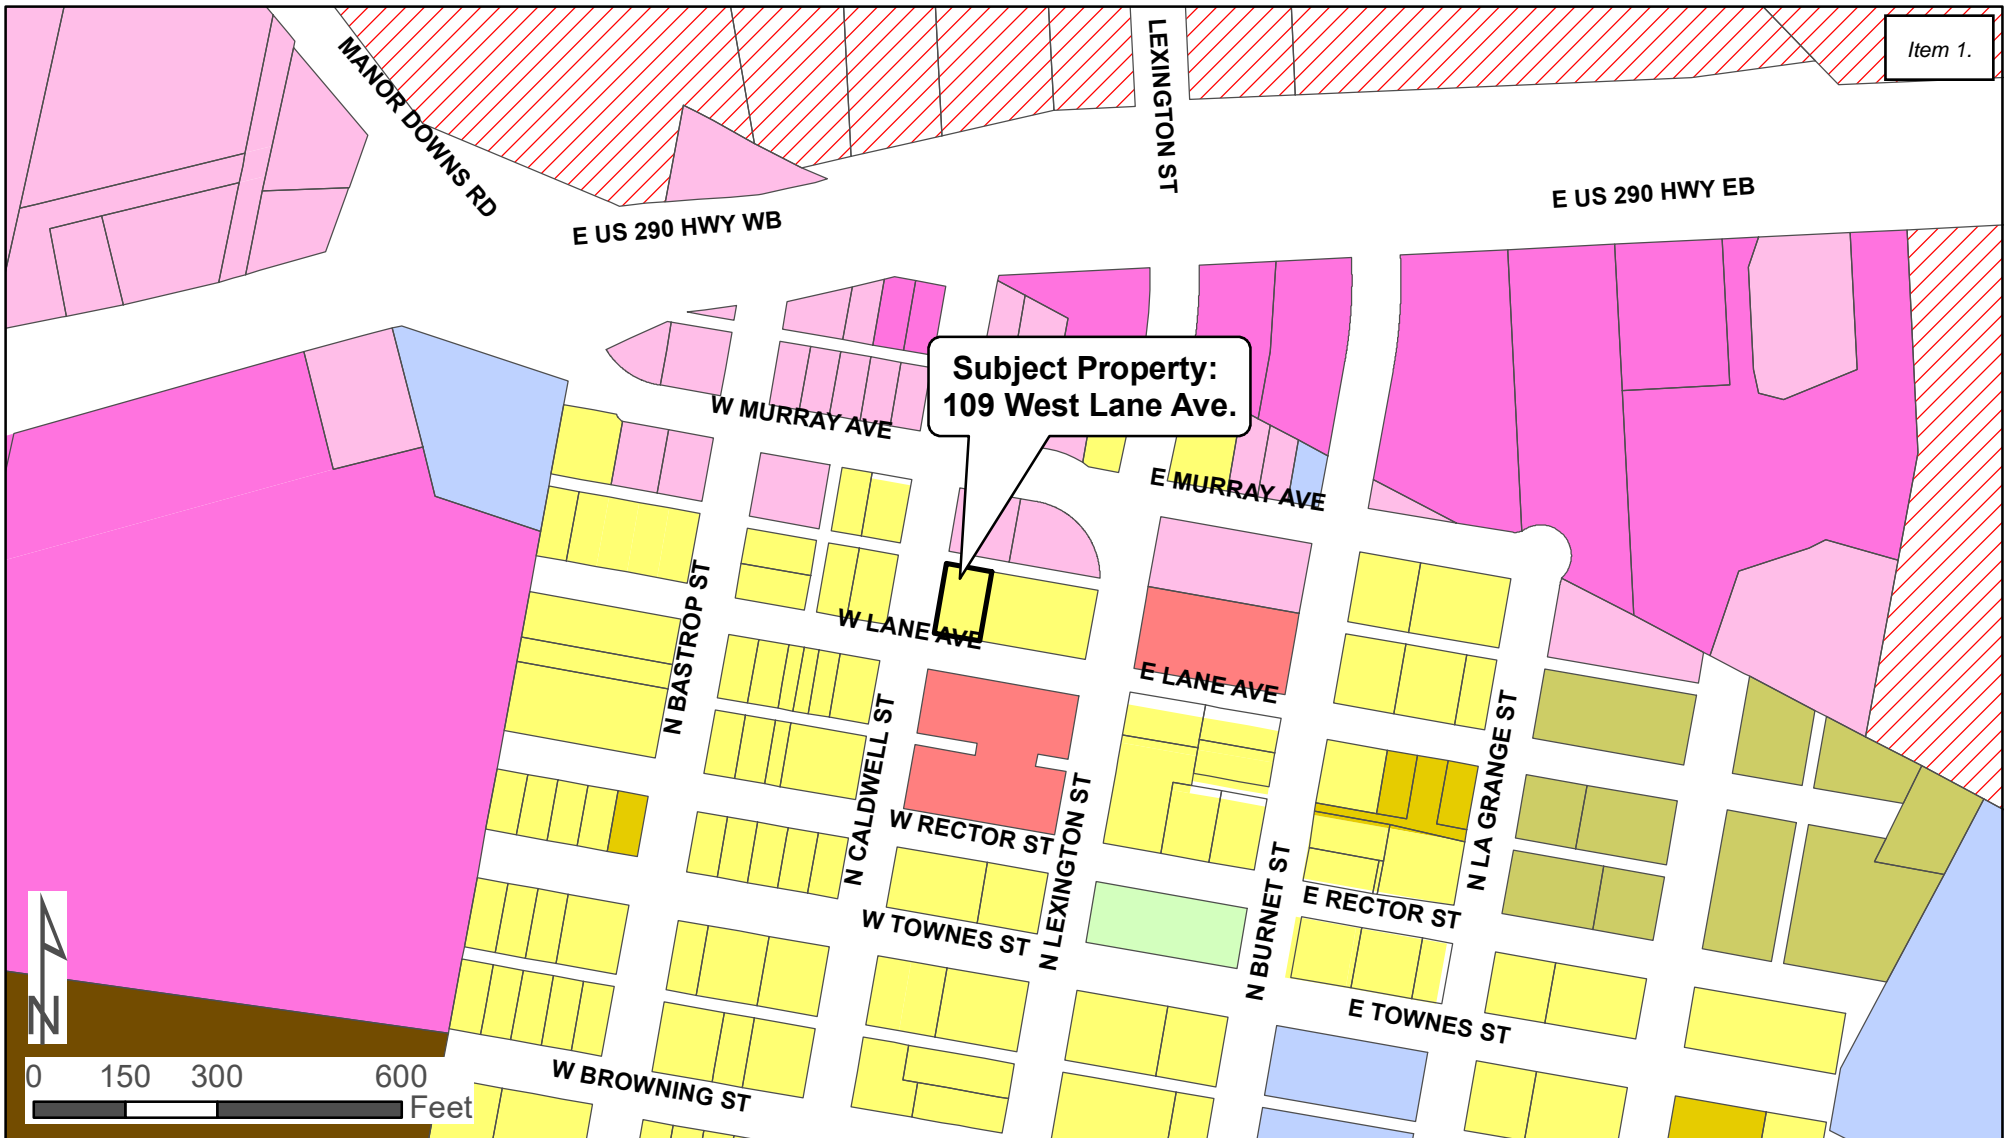 Item 1.
MANOR DOWNS RD
LEXINGTON ST
E US 290 HWY WB
E US 290 HWY EB
Subject Property:
109 West Lane Ave.
W MURRAY AVE
E MURRAY AVE
N BASTROP ST
W LANE AVE
E LANE AVE
N CALDWELL ST
N LEXINGTON ST
N LA GRANGE ST
W RECTOR ST
N BURNET ST
E RECTOR ST
W TOWNES ST
E TOWNES ST
W BROWNING ST
N
0 150 300 600
Feet